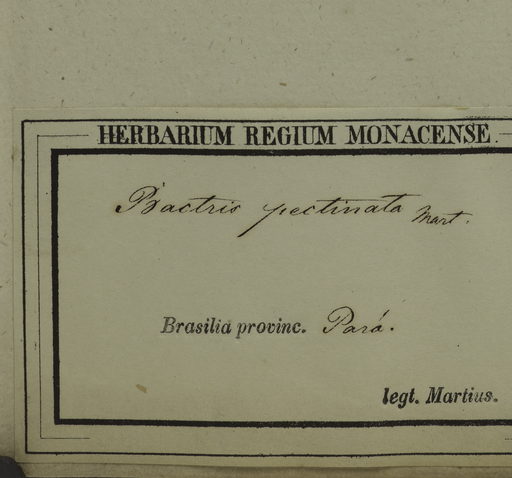 HERBARIUM REGIUM MONACENSE.
Bactris pectinata Mart.
Brasilia provinc. Pará.
legt. Martius.